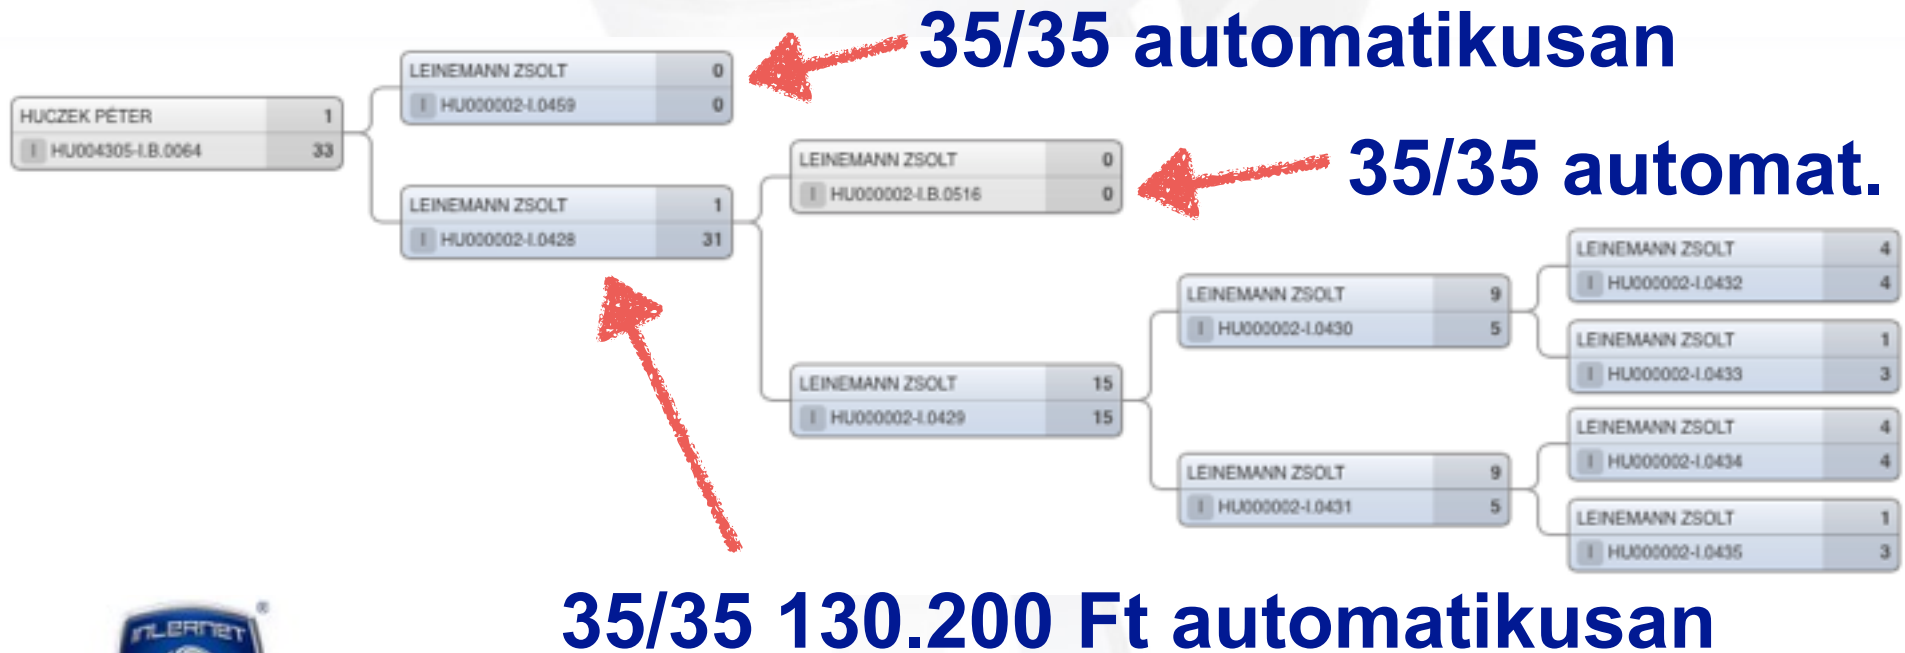 35/35 automatikusan
LEINEMANN ZSOLT 0
I HU000002-I.0459 0
HUCZEK PÉTER 1
I HU004305-I.B.0064 33
35/35 automat.
LEINEMANN ZSOLT 0
I HU000002-I.B.0516 0
LEINEMANN ZSOLT 1
I HU000002-I.0428 31
LEINEMANN ZSOLT 4
I HU000002-I.0432 4
LEINEMANN ZSOLT 9
I HU000002-I.0430 5
LEINEMANN ZSOLT 1
I HU000002-I.0433 3
LEINEMANN ZSOLT 15
I HU000002-I.0429 15
LEINEMANN ZSOLT 4
I HU000002-I.0434 4
LEINEMANN ZSOLT 9
I HU000002-I.0431 5
LEINEMANN ZSOLT 1
I HU000002-I.0435 3
35/35 130.200 Ft automatikusan
INLERNET
®